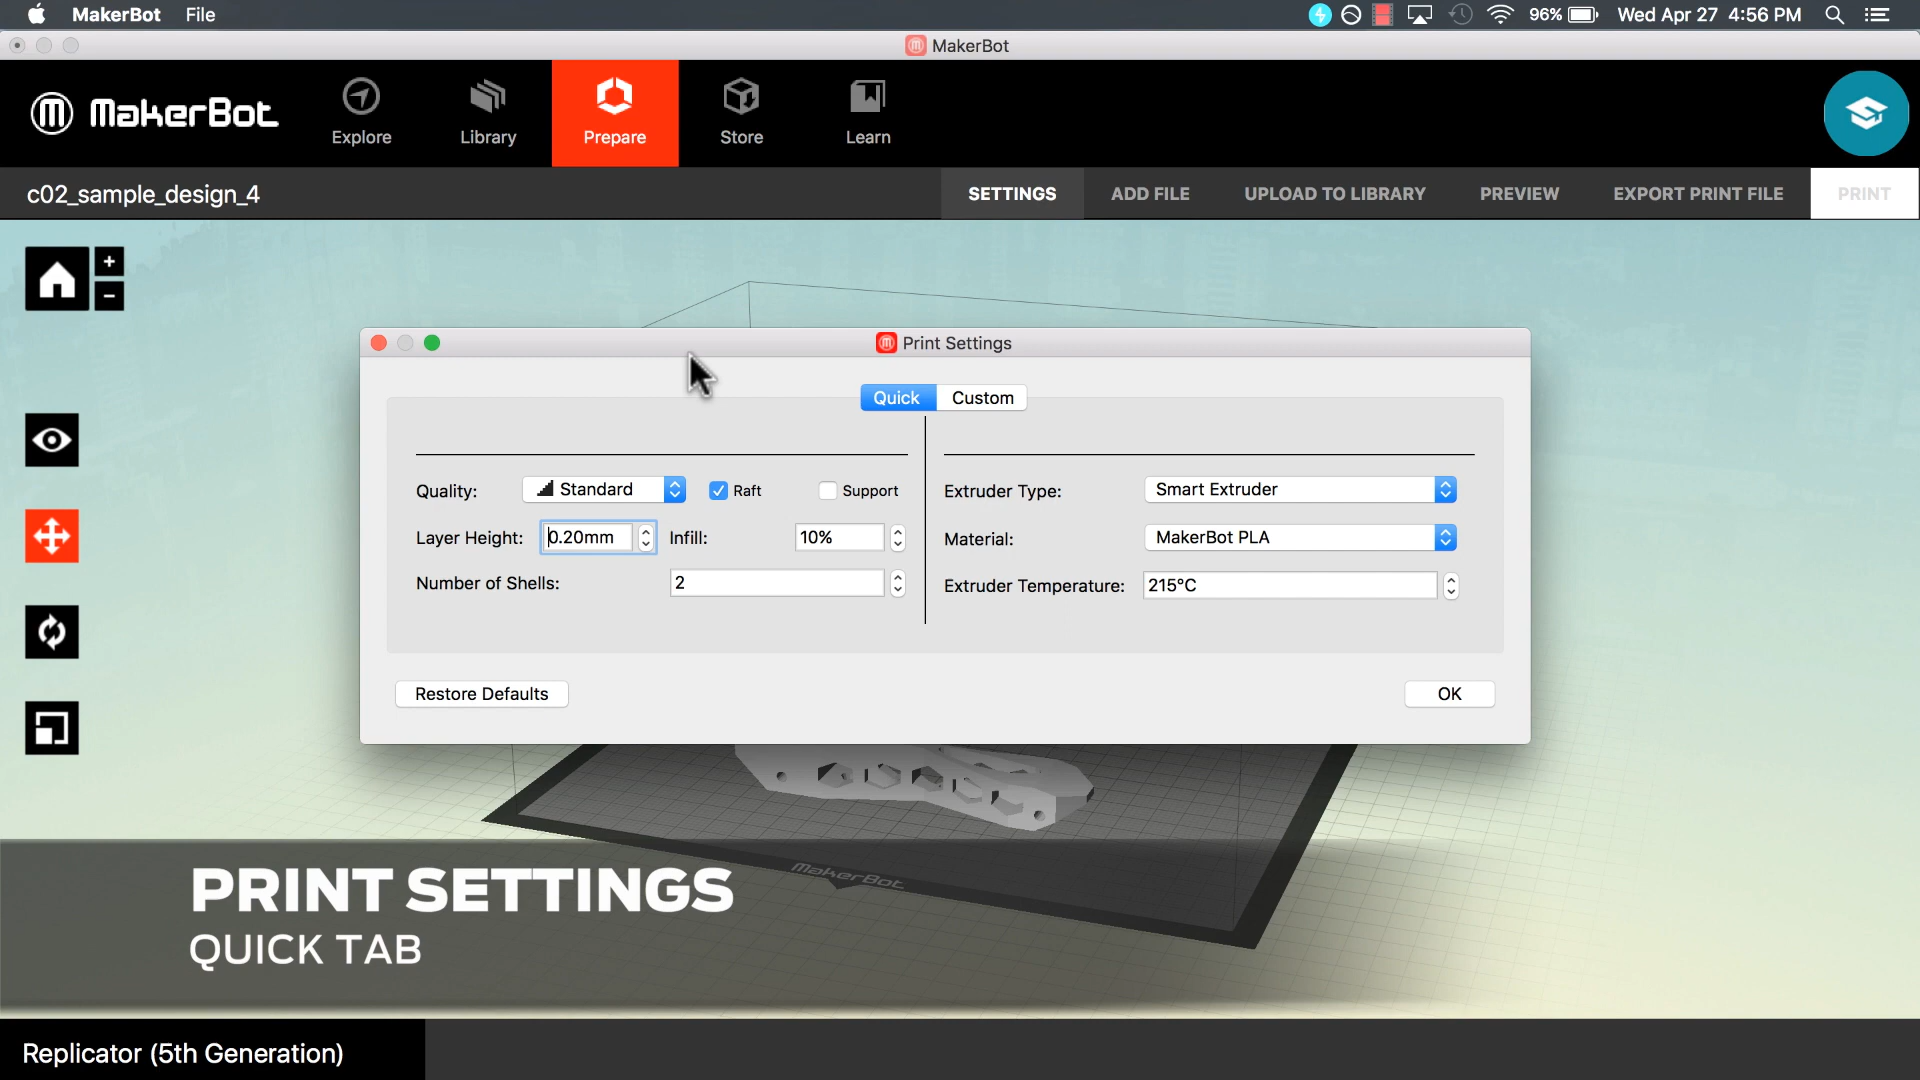 MakerBot File 96% Wed Apr 27 4:56 PM
MakerBot
MakerBot
Explore
Library
Prepare
Store
Learn
c02_sample_design_4
SETTINGS
ADD FILE
UPLOAD TO LIBRARY
PREVIEW
EXPORT PRINT FILE
PRINT
Print Settings
Quick Custom
Quality: Standard Raft Support
Layer Height: 0.20mm Infill: 10%
Number of Shells: 2
Extruder Type: Smart Extruder
Material: MakerBot PLA
Extruder Temperature: 215°C
Restore Defaults
OK
MakerBot
PRINT SETTINGS
QUICK TAB
Replicator (5th Generation)